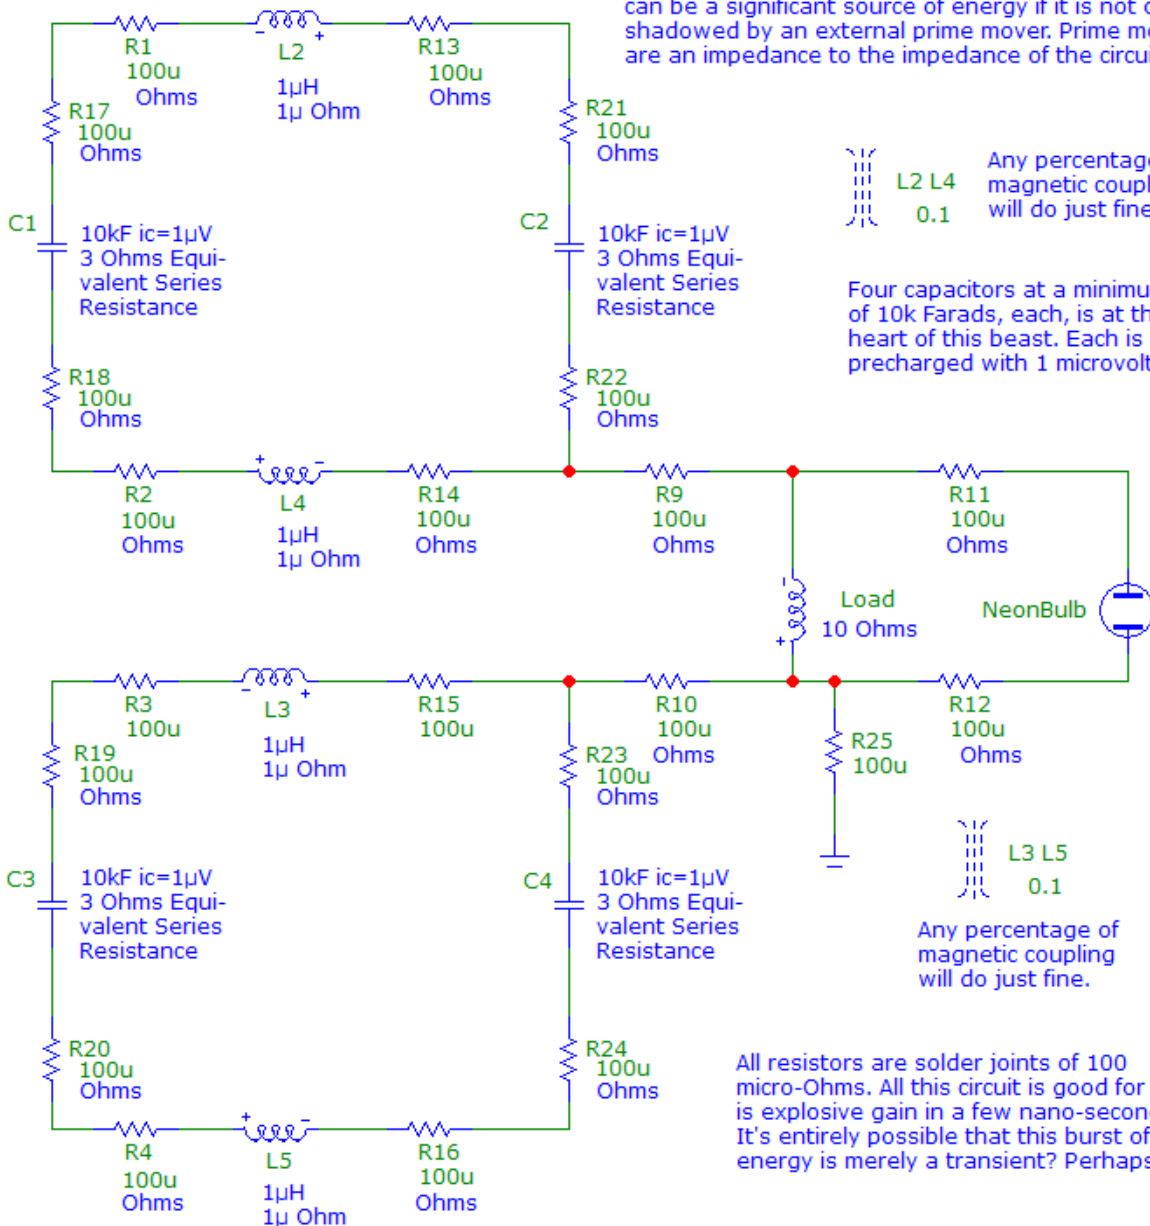 can be a significant source of energy if it is not
shadowed by an external prime mover. Prime
are an impedance to the impedance of the
R1
100u
Ohms
L2
1µH
1µ Ohm
R13
100u
Ohms
R17
100u
Ohms
R21
100u
Ohms
L2 L4
0.1
Any
magnetic
will do just
C1
10kF ic=1µV
3 Ohms Equi-
valent Series
Resistance
C2
10kF ic=1µV
3 Ohms Equi-
valent Series
Resistance
Four capacitors at a
of 10k Farads, each, is at
heart of this beast. Each is
precharged with 1
R18
100u
Ohms
R22
100u
Ohms
R2
100u
Ohms
L4
1µH
1µ Ohm
R14
100u
Ohms
R9
100u
Ohms
R11
100u
Ohms
Load
10 Ohms
NeonBulb
R3
100u
L3
1µH
1µ Ohm
R15
100u
R10
100u
Ohms
R12
100u
Ohms
R19
100u
Ohms
R23
100u
Ohms
R25
100u
C3
10kF ic=1µV
3 Ohms Equi-
valent Series
Resistance
C4
10kF ic=1µV
3 Ohms Equi-
valent Series
Resistance
L3 L5
0.1
Any percentage of
magnetic coupling
will do just fine.
R20
100u
Ohms
R24
100u
Ohms
R4
100u
Ohms
L5
1µH
1µ Ohm
R16
100u
Ohms
All resistors are solder joints of 100
micro-Ohms. All this circuit is good for
is explosive gain in a few
It's entirely possible that this burst of
energy is merely a transient? Perhaps